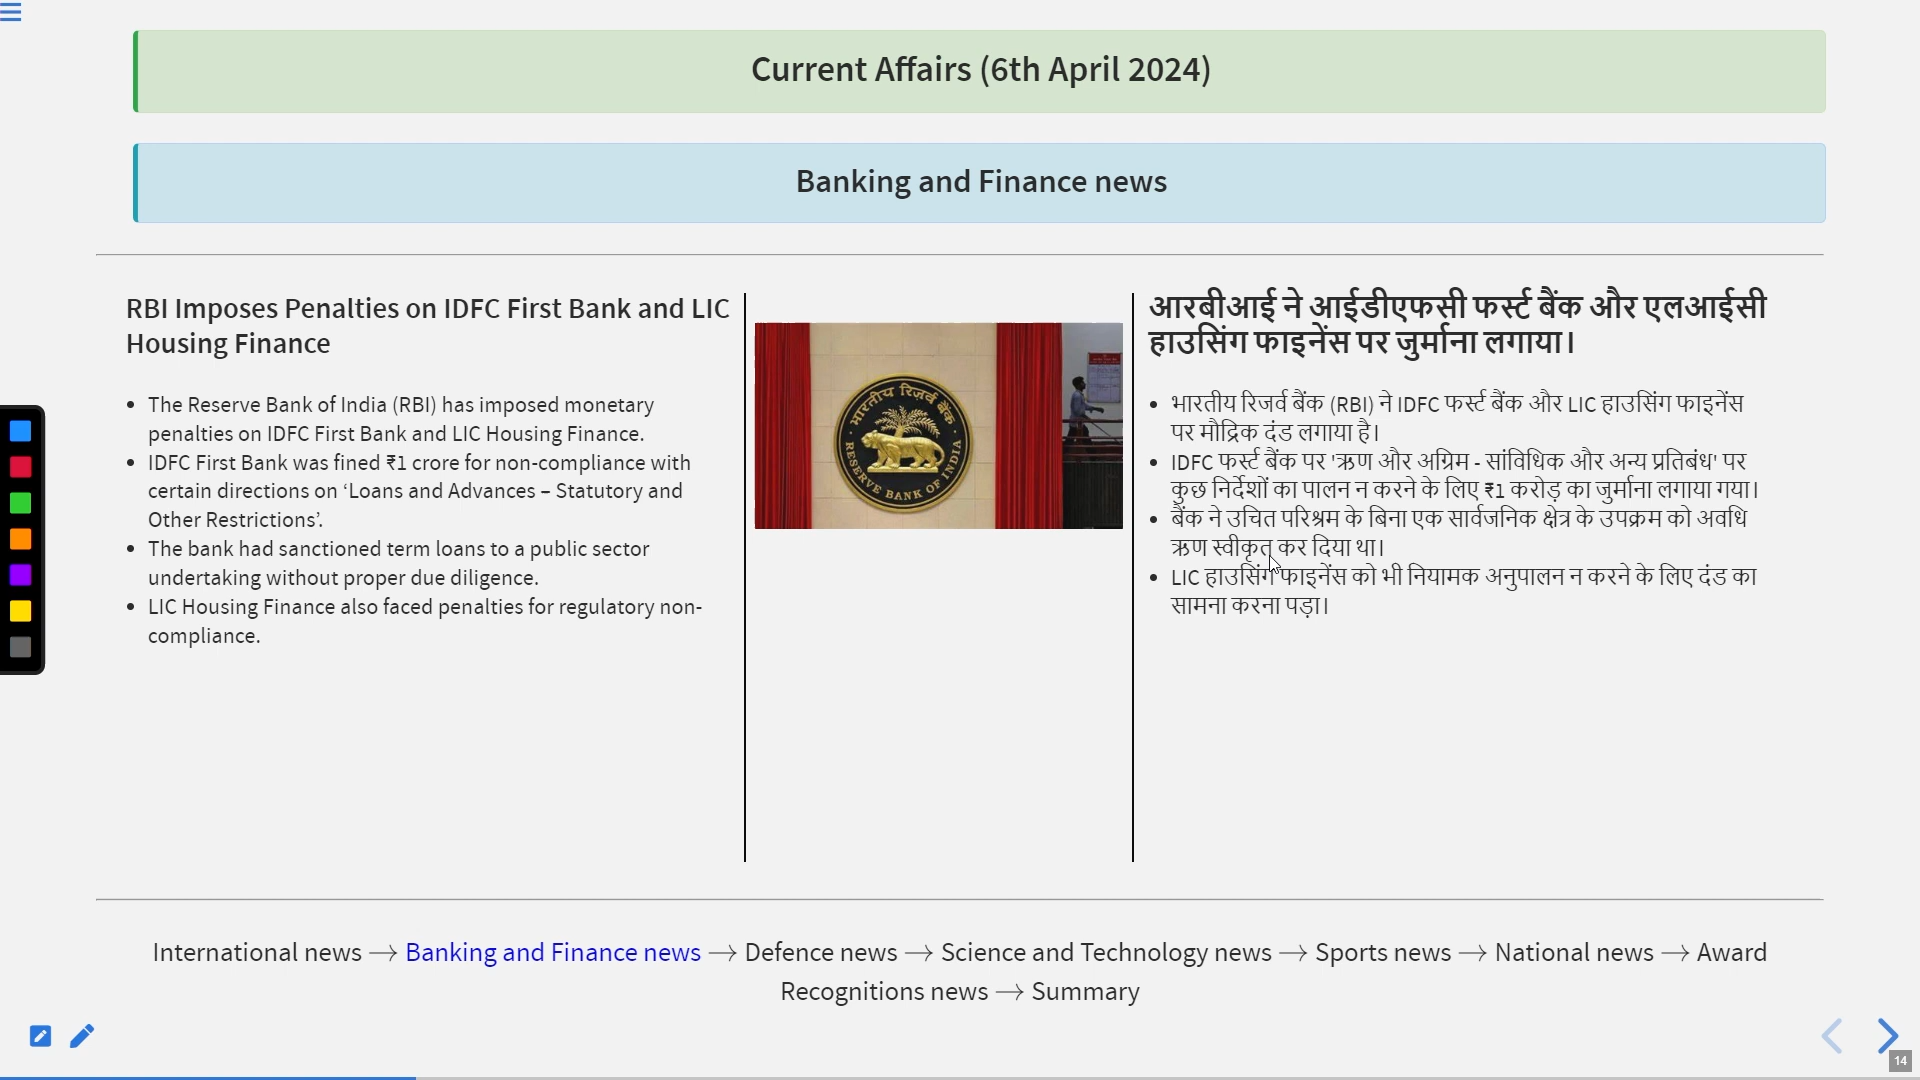 Current Affairs (6th April 2024)
Banking and Finance news
RBI Imposes Penalties on IDFC First Bank and LIC
Housing Finance
• The Reserve Bank of India (RBI) has imposed monetary
penalties on IDFC First Bank and LIC Housing Finance.
• IDFC First Bank was fined ₹1 crore for non-compliance with
certain directions on ‘Loans and Advances – Statutory and
Other Restrictions’.
• The bank had sanctioned term loans to a public sector
undertaking without proper due diligence.
• LIC Housing Finance also faced penalties for regulatory non-
compliance.
भारतीय रिज़र्व बैंक
RESERVE BANK OF INDIA
आरबीआई ने आईडीएफसी फर्स्ट बैंक और एलआईसी
हाउसिंग फाइनेंस पर जुर्माना लगाया।
• भारतीय रिजर्व बैंक (RBI) ने IDFC फर्स्ट बैंक और LIC हाउसिंग फाइनेंस
पर मौद्रिक दंड लगाया है।
• IDFC फर्स्ट बैंक पर 'ऋण और अग्रिम - सांविधिक और अन्य प्रतिबंध' पर
कुछ निर्देशों का पालन न करने के लिए ₹1 करोड़ का जुर्माना लगाया गया।
• बैंक ने उचित परिश्रम के बिना एक सार्वजनिक क्षेत्र के उपक्रम को अवधि
ऋण स्वीकृत कर दिया था।
• LIC हाउसिंग फाइनेंस को भी नियामक अनुपालन न करने के लिए दंड का
सामना करना पड़ा।
International news → Banking and Finance news → Defence news → Science and Technology news → Sports news → National news → Award
Recognitions news → Summary
14